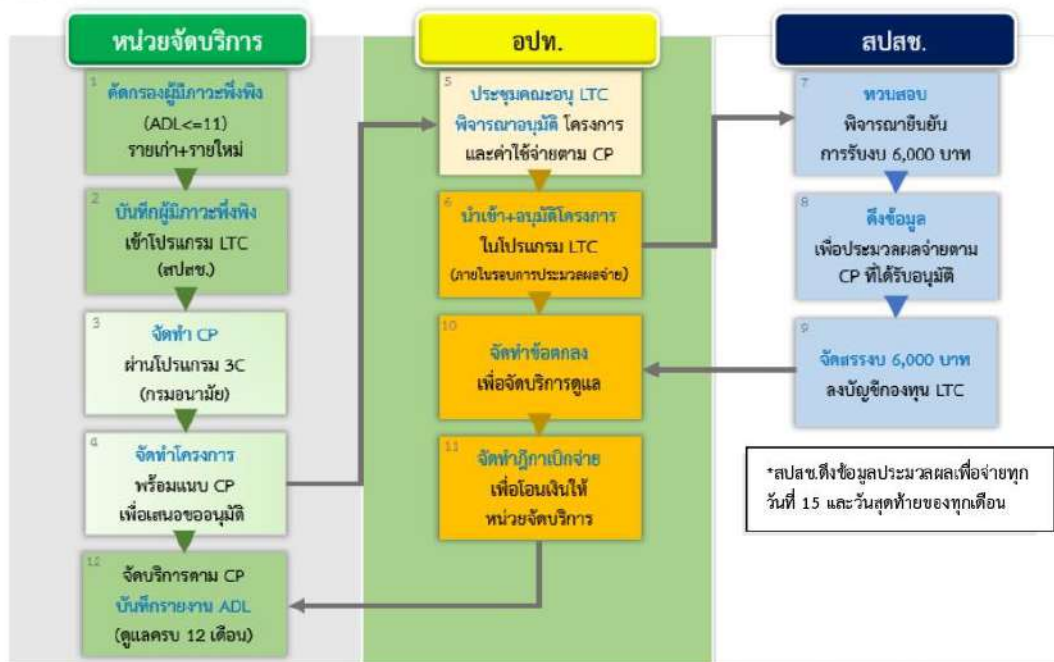 หน่วยจัดบริการ
1
คัดกรองผู้มีภาวะพึ่งพิง
(ADL<=11)
รายเก่า+รายใหม่
2
บันทึกผู้มีภาวะพึ่งพิง
เข้าโปรแกรม LTC
(สปสช.)
3
จัดทำ CP
ผ่านโปรแกรม 3C
(กรมอนามัย)
4
จัดทำโครงการ
พร้อมแนบ CP
เพื่อเสนอขออนุมัติ
12
จัดบริการตาม CP
บันทึกรายงาน ADL
(ดูแลครบ 12 เดือน)
อปท.
5
ประชุมคณะอนุ LTC
พิจารณาอนุมัติ โครงการ
และค่าใช้จ่ายตาม CP
6
นำเข้า+อนุมัติโครงการ
ในโปรแกรม LTC
(ภายในรอบการประมวลผลจ่าย)
10
จัดทำข้อตกลง
เพื่อจัดบริการดูแล
11
จัดทำฎีกาเบิกจ่าย
เพื่อโอนเงินให้
หน่วยจัดบริการ
สปสช.
7
ทวนสอบ
พิจารณายืนยัน
การรับงบ 6,000 บาท
8
ดึงข้อมูล
เพื่อประมวลผลจ่ายตาม
CP ที่ได้รับอนุมัติ
9
จัดสรรงบ 6,000 บาท
ลงบัญชีกองทุน LTC
*สปสช.ดึงข้อมูลประมวลผลเพื่อจ่ายทุก
วันที่ 15 และวันสุดท้ายของทุกเดือน